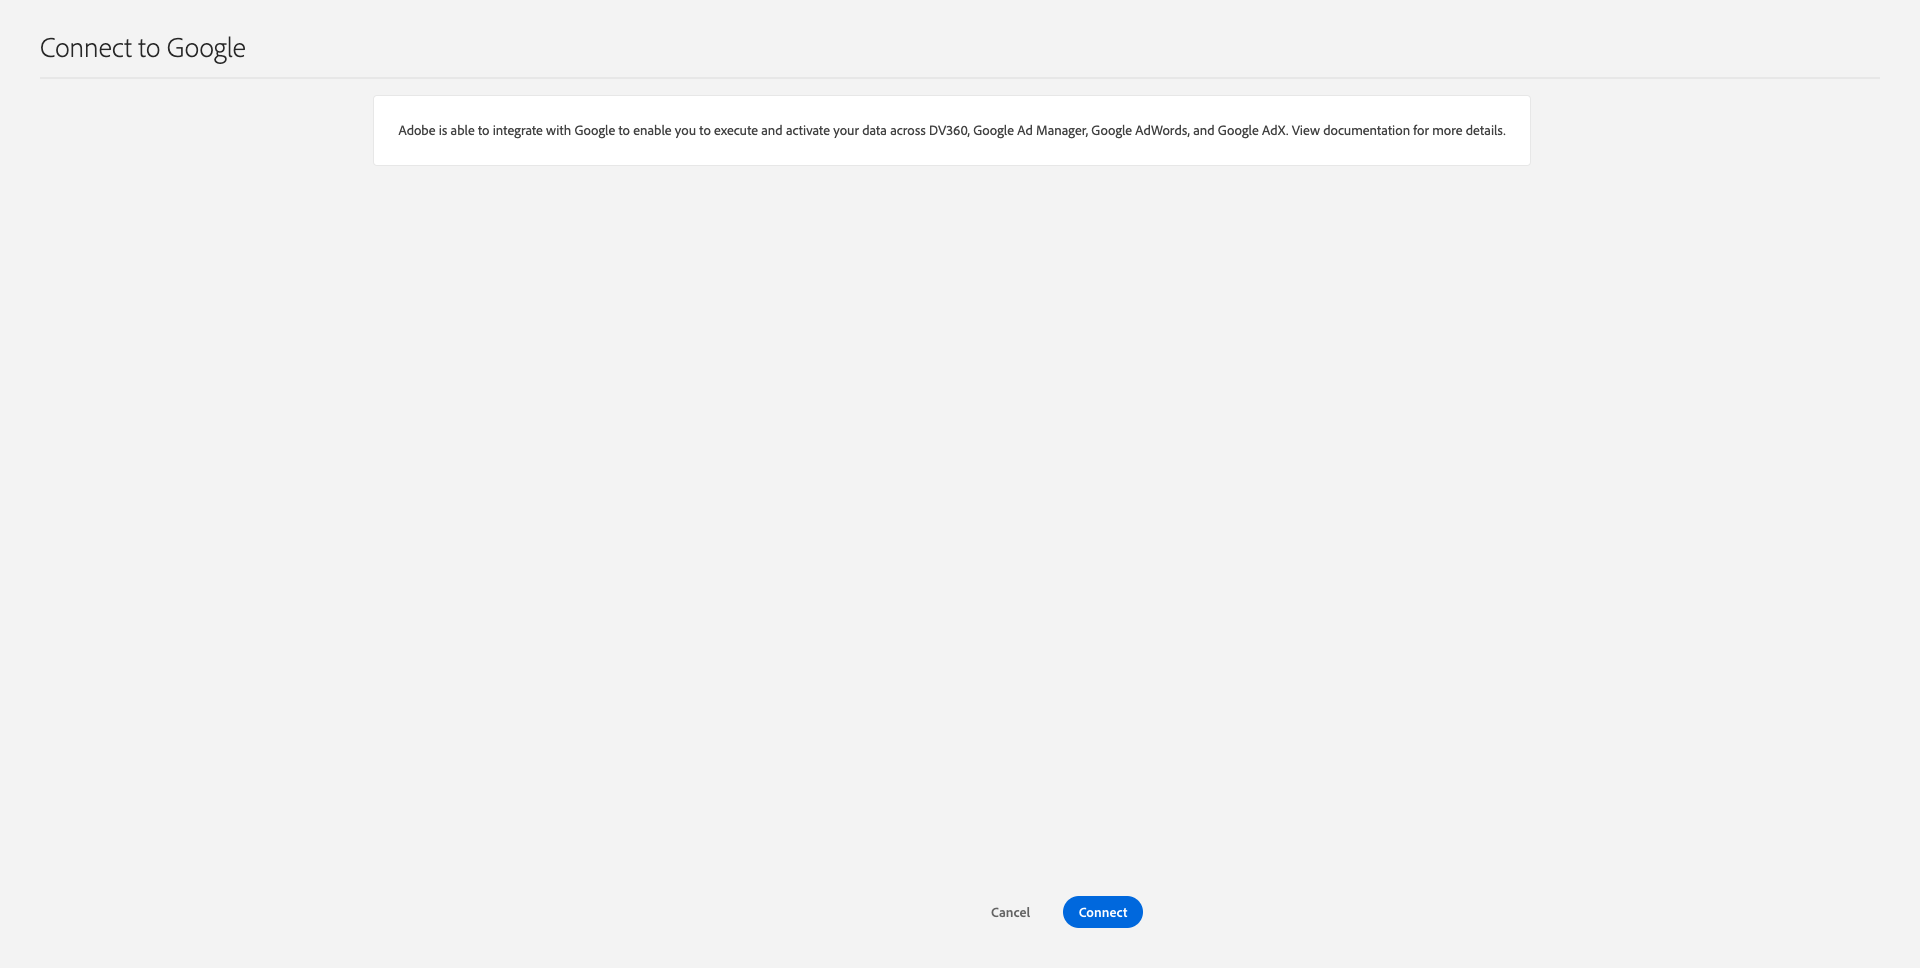 Connect to Google
Adobe is able to integrate with Google to enable you to execute and activate your data across DV360, Google Ad Manager, Google AdWords, and Google AdX. View documentation for more details.
Cancel
Connect